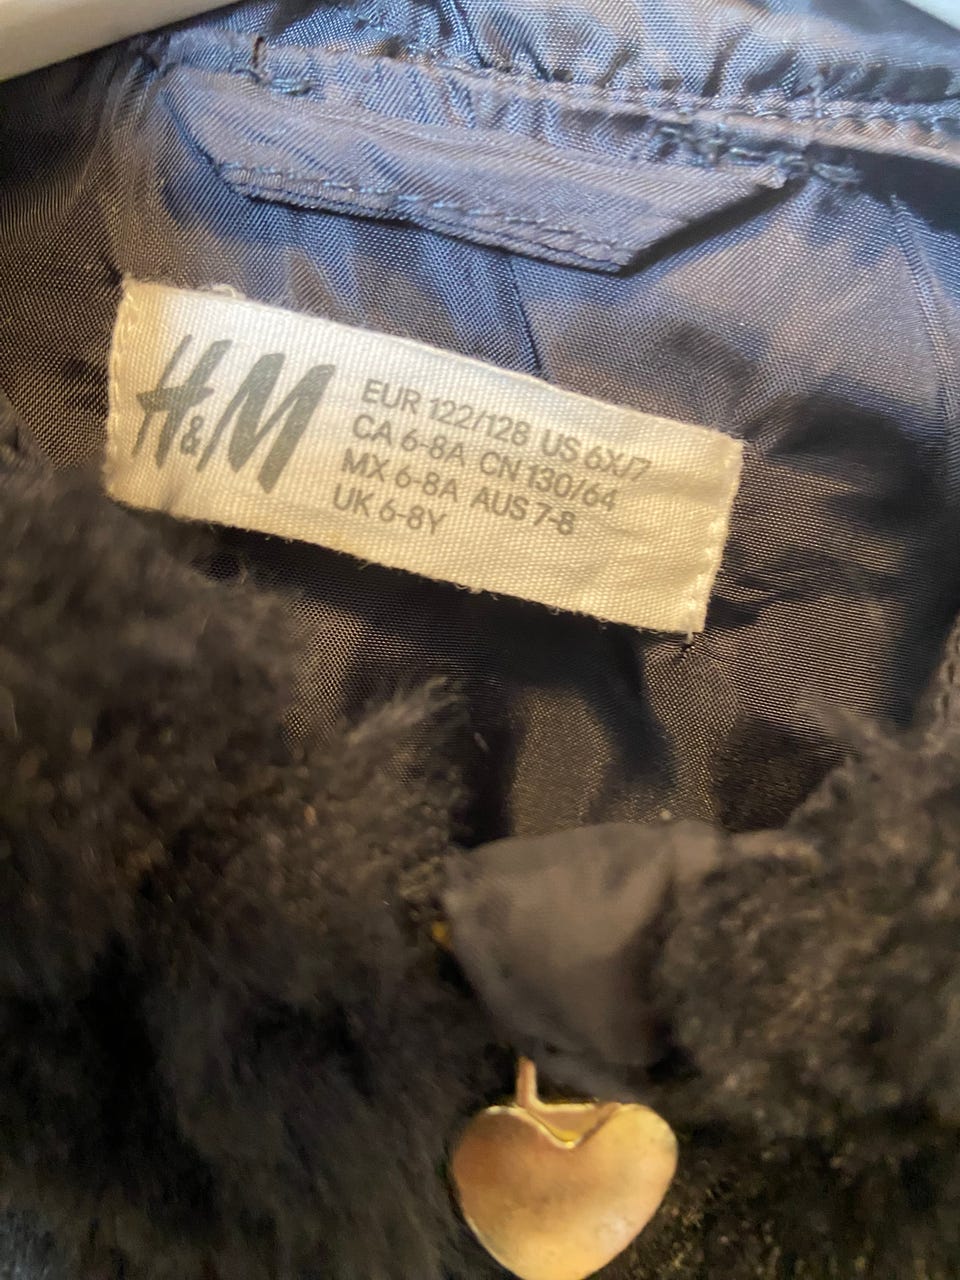 H&M
EUR 122/128 US 6X/7
CA 6-8A CN 130/64
MX 6-8A AUS 7-8
UK 6-8Y